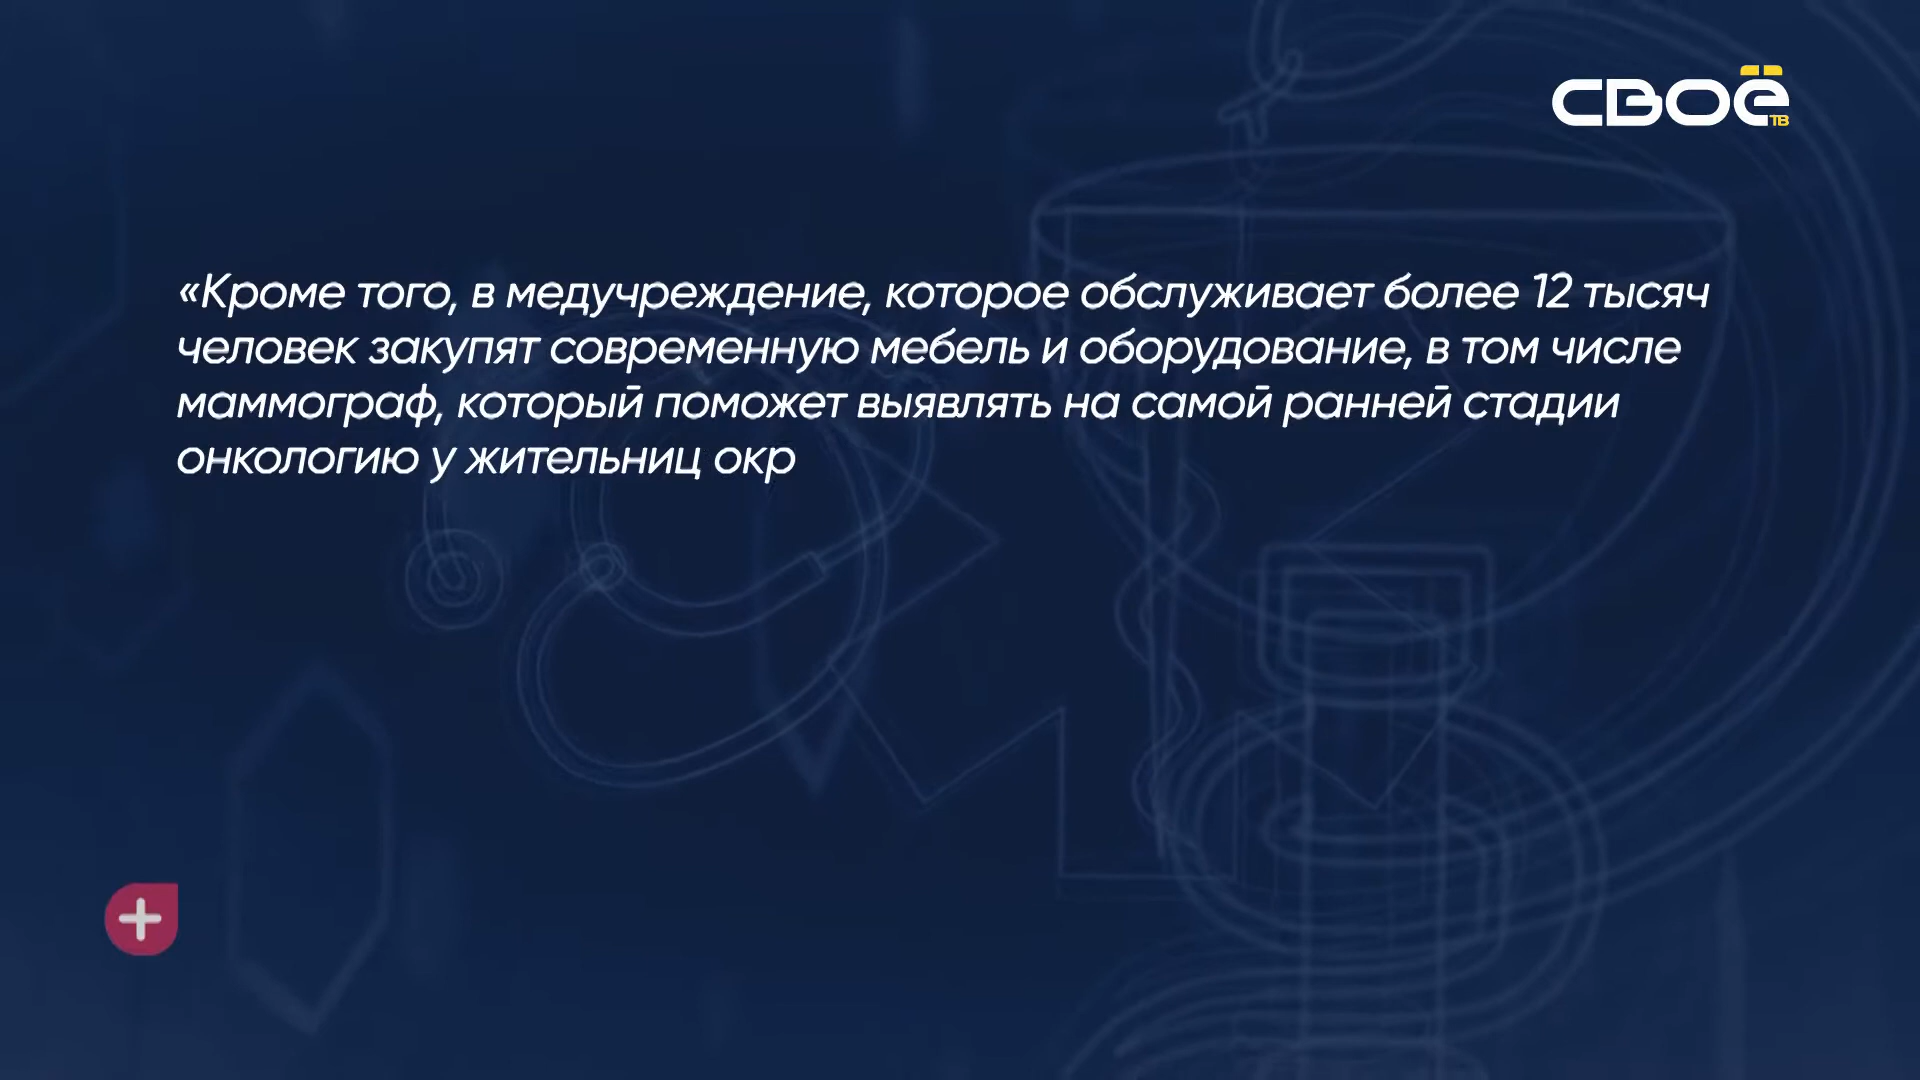 СВОЁ
ТВ
«Кроме того, в медучреждение, которое обслуживает более 12 тысяч
человек закупят современную мебель и оборудование, в том числе
маммограф, который поможет выявлять на самой ранней стадии
онкологию у жительниц окр